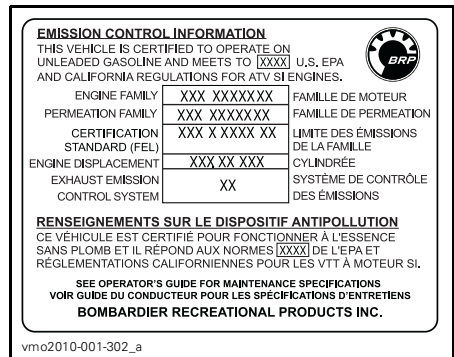 EMISSION CONTROL INFORMATION
THIS VEHICLE IS CERTIFIED TO OPERATE ON
UNLEADED GASOLINE AND MEETS TO XXXX U.S. EPA
AND CALIFORNIA REGULATIONS FOR ATV SI ENGINES.
BRP
ENGINE FAMILY XXX XXXXXXX FAMILLE DE MOTEUR
PERMEATION FAMILY XXX XXXXXXX FAMILLE DE PERMEATION
CERTIFICATION XXX X XXXX XX LIMITE DES ÉMISSIONS
STANDARD (FEL) DE LA FAMILLE
ENGINE DISPLACEMENT XXX XX XXX CYLINDRÉE
EXHAUST EMISSION XX SYSTÈME DE CONTRÔLE
CONTROL SYSTEM DES ÉMISSIONS
RENSEIGNEMENTS SUR LE DISPOSITIF ANTIPOLLUTION
CE VÉHICULE EST CERTIFIÉ POUR FONCTIONNER À L'ESSENCE
SANS PLOMB ET IL RÉPOND AUX NORMES XXXX DE L'EPA ET
RÉGLEMENTATIONS CALIFORNIENNES POUR LES VTT À MOTEUR SI.
SEE OPERATOR'S GUIDE FOR MAINTENANCE SPECIFICATIONS
VOIR GUIDE DU CONDUCTEUR POUR LES SPÉCIFICATIONS D'ENTRETIENS
BOMBARDIER RECREATIONAL PRODUCTS INC.
vmo2010-001-302_a